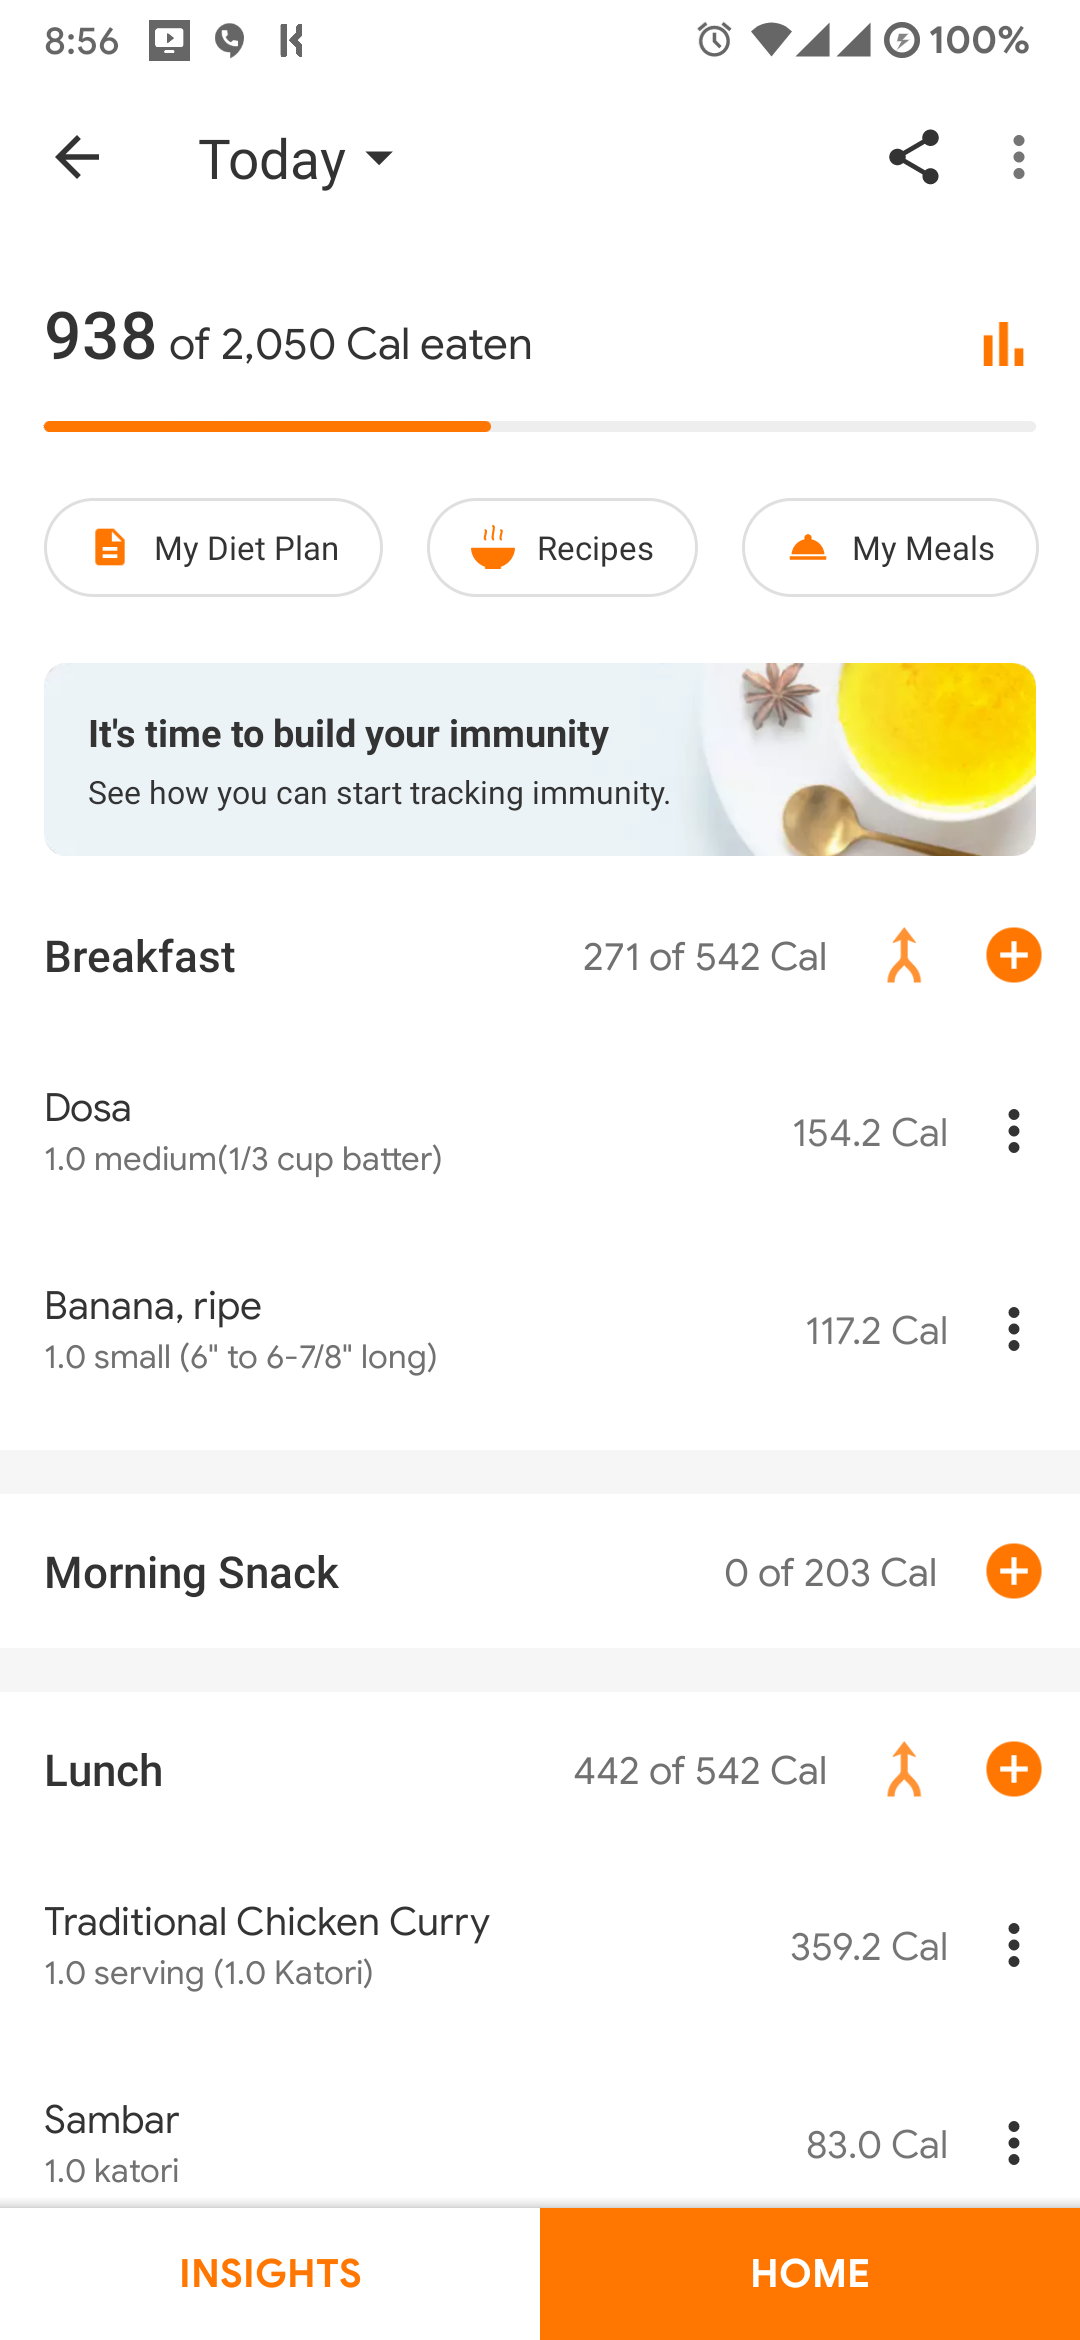 8:56 100%
Today
938 of 2,050 Cal eaten
My Diet Plan Recipes My Meals
It's time to build your immunity
See how you can start tracking immunity.
Breakfast 271 of 542 Cal
Dosa
1.0 medium(1/3 cup batter) 154.2 Cal
Banana, ripe
1.0 small (6" to 6-7/8" long) 117.2 Cal
Morning Snack 0 of 203 Cal
Lunch 442 of 542 Cal
Traditional Chicken Curry
1.0 serving (1.0 Katori) 359.2 Cal
Sambar
1.0 katori 83.0 Cal
INSIGHTS HOME